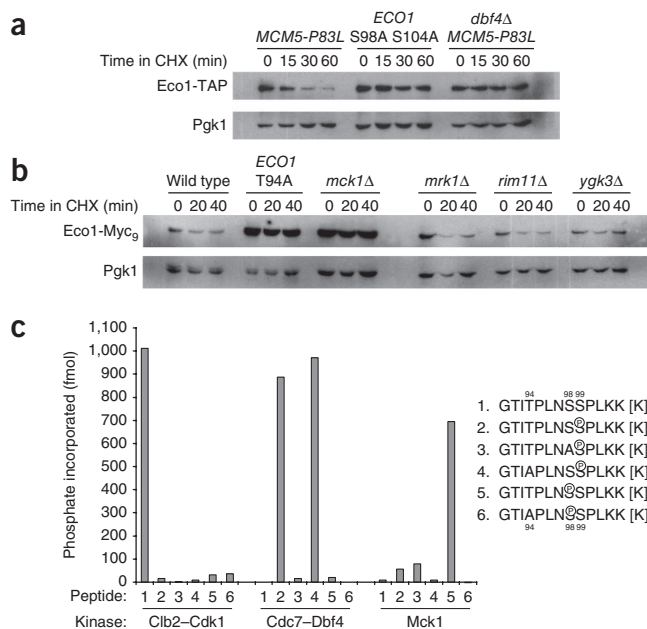 a
MCM5-P83L
ECO1
S98A S104A
dbf4Δ
MCM5-P83L
Time in CHX (min) 0 15 30 60 0 15 30 60 0 15 30 60
Eco1-TAP
Pgk1
b
Wild type
ECO1
T94A
mck1Δ
mrk1Δ
rim11Δ
ygk3Δ
Time in CHX (min) 0 20 40 0 20 40 0 20 40 0 20 40 0 20 40 0 20 40
Eco1-Myc9
Pgk1
c
Phosphate incorporated (fmol)
1,100
1,000
900
800
700
600
500
400
300
200
100
0
Peptide: 1 2 3 4 5 6 1 2 3 4 5 6 1 2 3 4 5 6
Kinase: Clb2–Cdk1 Cdc7–Dbf4 Mck1
94 98 99
1. GTITPLNSSPLKK [K]
P
2. GTITPLNSSPLKK [K]
P
3. GTITPLNASPLKK [K]
P
4. GTIAPLNSSPLKK [K]
P
5. GTITPLNSSPLKK [K]
P
6. GTIAPLNSSPLKK [K]
94 98 99